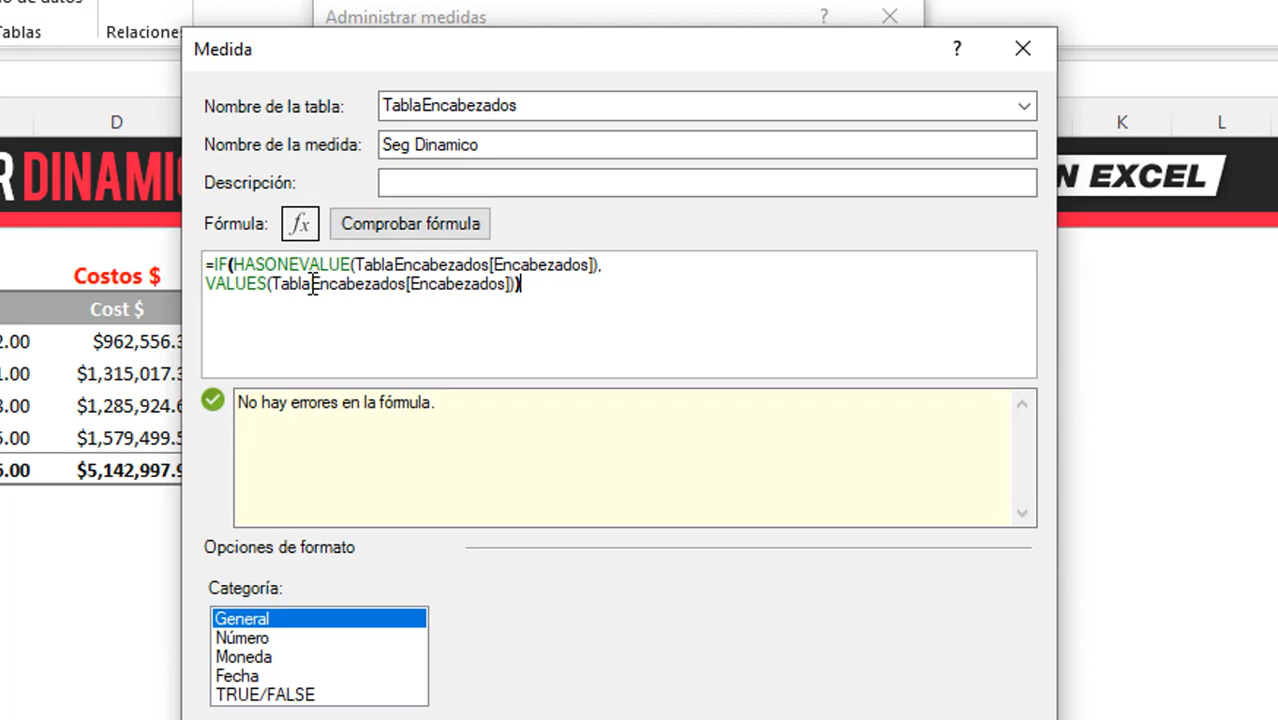 o de datos
Tablas
Relacione
Administrar medidas ?
Medida ?
D K L
R DINAMIC
N EXCEL
Nombre de la tabla: TablaEncabezados
Nombre de la medida: Seg Dinamico
Descripción:
Fórmula: fx Comprobar fórmula
=IF(HASONEVALUE(TablaEncabezados[Encabezados]),
VALUES(TablaEncabezados[Encabezados]))
Costos $
Cost $
2.00 $962,556.3
1.00 $1,315,017.3
3.00 $1,285,924.6
5.00 $1,579,499.5
5.00 $5,142,997.9
No hay errores en la fórmula.
Opciones de formato
Categoría:
General
Número
Moneda
Fecha
TRUE/FALSE